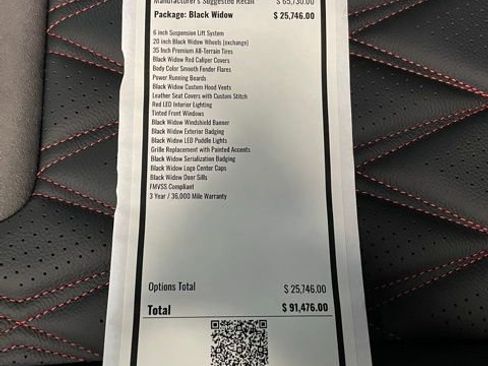 Manufacturer's Suggested Retail $ 65,730.00
Package: Black Widow $ 25,746.00
6 inch Suspension Lift System
20 inch Black Widow Wheels (exchange)
35 Inch Premium All-Terrain Tires
Black Widow Red Caliper Covers
Body Color Smooth Fender Flares
Power Running Boards
Black Widow Custom Hood Vents
Leather Seat Covers with Custom Stitch
Red LED Interior Lighting
Tinted Front Windows
Black Widow Windshield Banner
Black Widow Exterior Badging
Black Widow LED Puddle Lights
Grille Replacement with Painted Accents
Black Widow Serialization Badging
Black Widow Logo Center Caps
Black Widow Door Sills
FMVSS Compliant
3 Year / 36,000 Mile Warranty
Options Total $ 25,746.00
Total $ 91,476.00